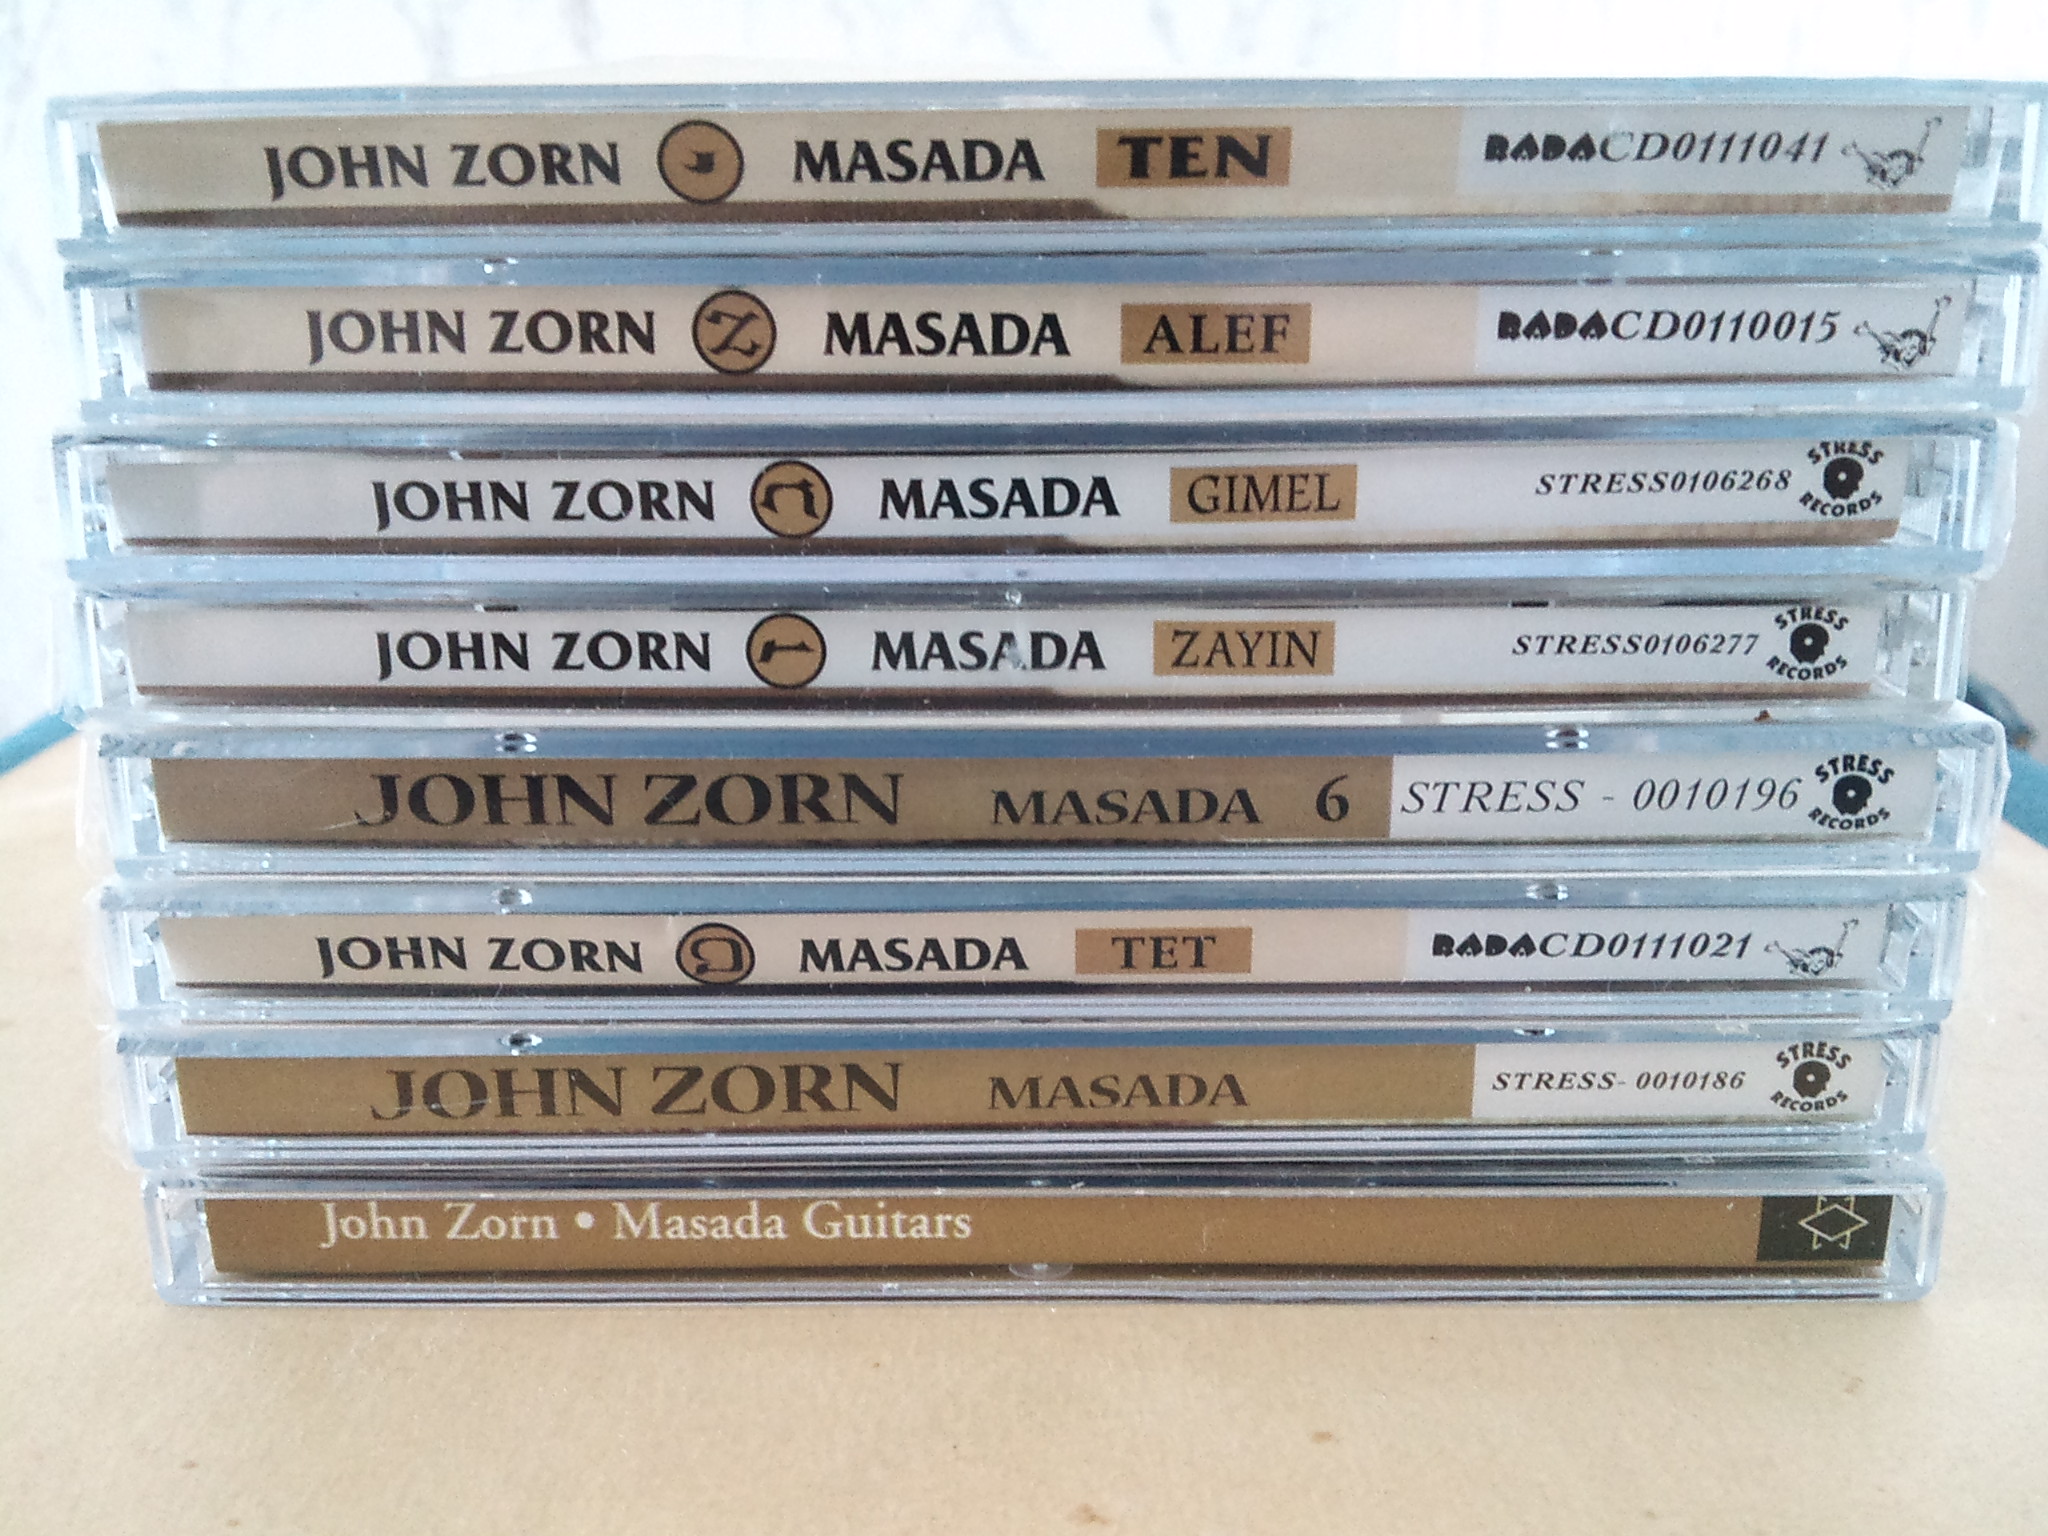 JOHN ZORN MASADA TEN RADACD0111041
JOHN ZORN MASADA ALEF RADACD0110015
JOHN ZORN MASADA GIMEL STRESS0106268 STRESS RECORDS
JOHN ZORN MASADA ZAYIN STRESS0106277 STRESS RECORDS
JOHN ZORN MASADA 6 STRESS - 0010196 STRESS RECORDS
JOHN ZORN MASADA TET RADACD0111021
JOHN ZORN MASADA STRESS- 0010186 STRESS RECORDS
John Zorn • Masada Guitars